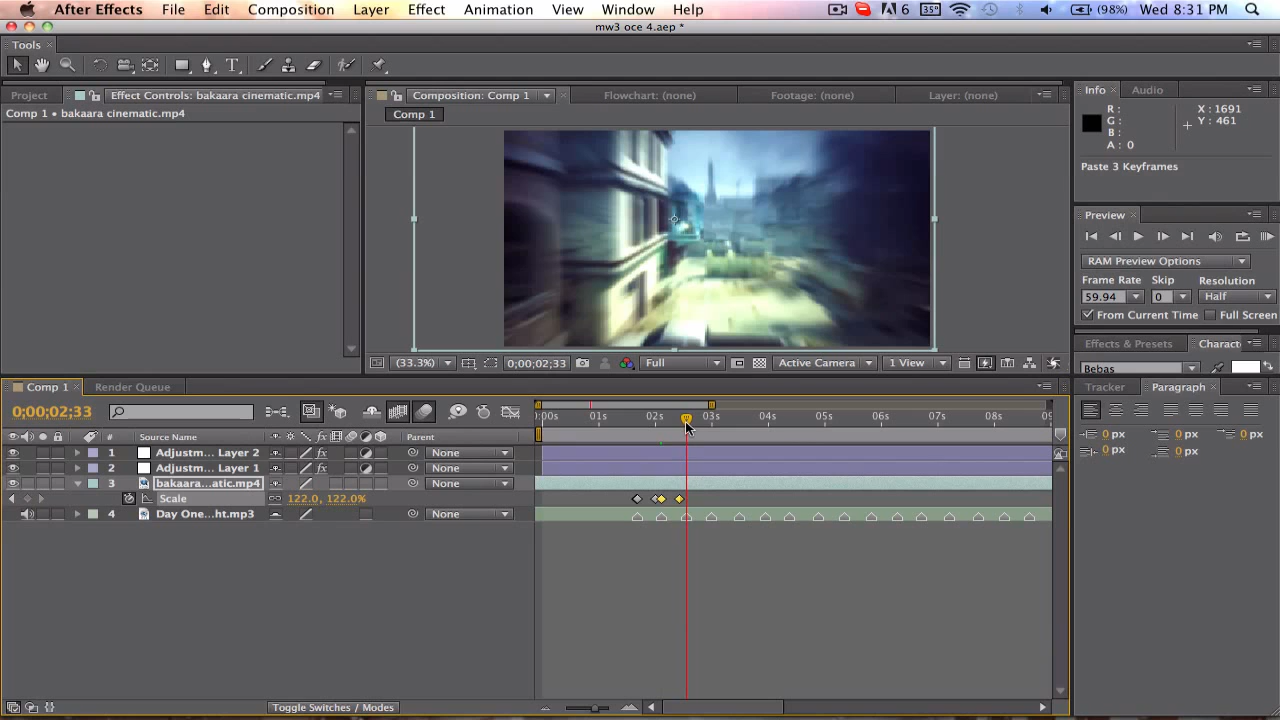 After Effects File Edit Composition Layer Effect Animation View Window Help 6 35° (98%) Wed 8:31 PM
mw3 oce 4.aep *
Tools
Project Effect Controls: bakaara cinematic.mp4
Comp 1 • bakaara cinematic.mp4
Composition: Comp 1 Flowchart: (none) Footage: (none) Layer: (none)
Comp 1
Info Audio
R: X: 1691
G: Y: 461
B:
A: 0
Paste 3 Keyframes
Preview
RAM Preview Options
Frame Rate Skip Resolution
59.94 0 Half
From Current Time Full Screen
Effects & Presets Charact
Bebas
(33.3%) 0;00;02;33 Full Active Camera 1 View
Comp 1 Render Queue
Tracker Paragraph
0;00;02;33
0:00s 01s 02s 03s 04s 05s 06s 07s 08s 09
# Source Name Parent
1 Adjustm... Layer 2 None
2 Adjustm... Layer 1 None
3 bakaara...atic.mp4 None
Scale 122.0, 122.0%
4 Day One...ht.mp3 None
0 px 0 px 0 px
0 px 0 px
Toggle Switches / Modes